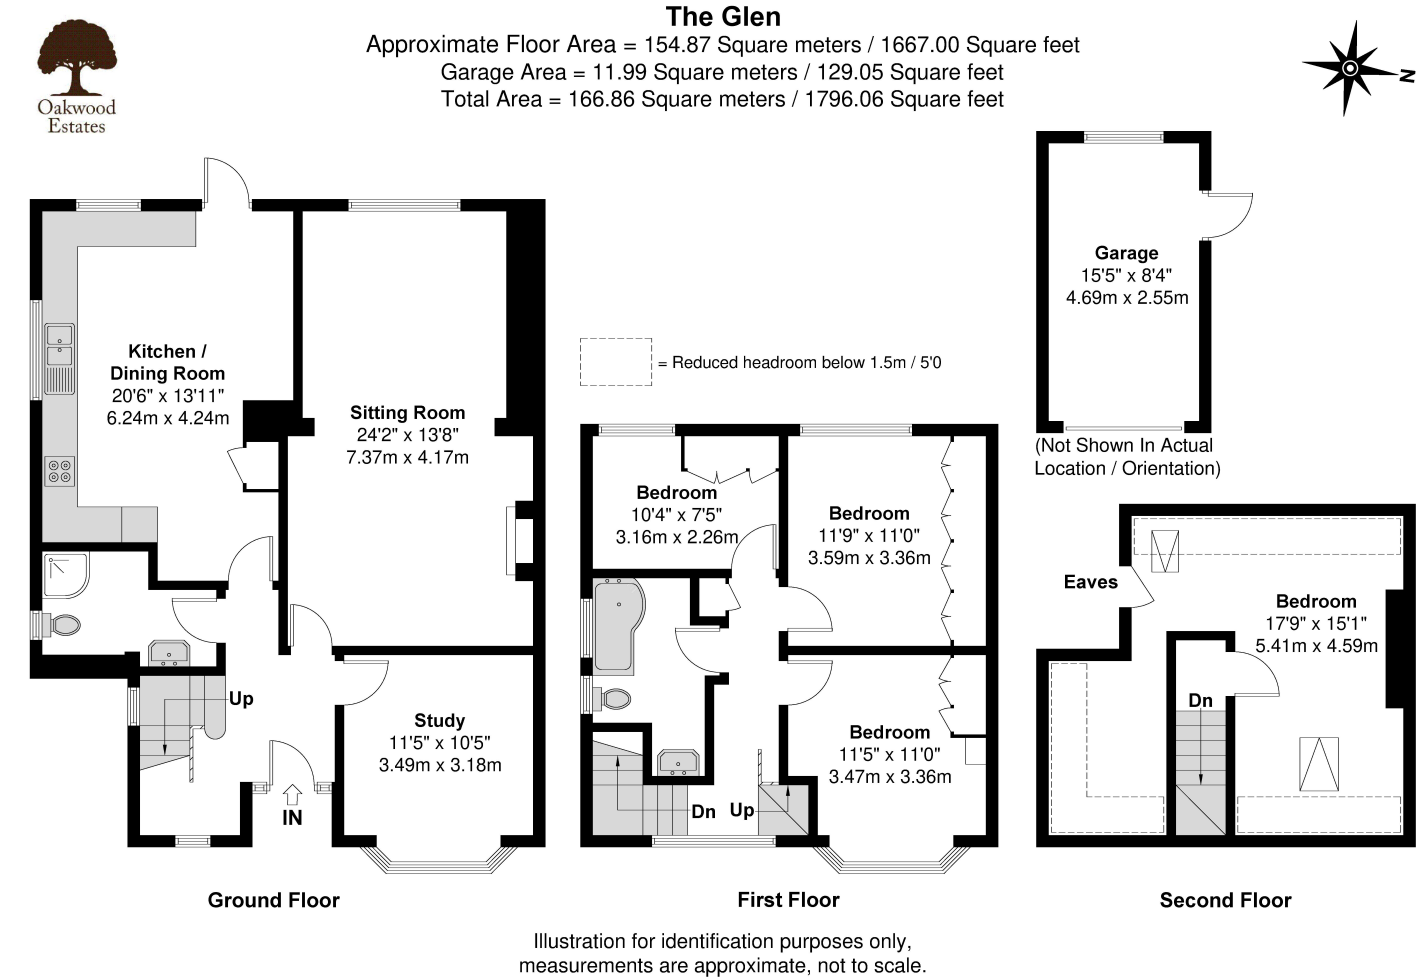 The Glen
Approximate Floor Area = 154.87 Square meters / 1667.00 Square feet
Garage Area = 11.99 Square meters / 129.05 Square feet
Total Area = 166.86 Square meters / 1796.06 Square feet
Oakwood
Estates
N
Garage
15'5" x 8'4"
4.69m x 2.55m
(Not Shown In Actual
Location / Orientation)
= Reduced headroom below 1.5m / 5'0
Kitchen /
Dining Room
20'6" x 13'11"
6.24m x 4.24m
Sitting Room
24'2" x 13'8"
7.37m x 4.17m
Up
Study
11'5" x 10'5"
3.49m x 3.18m
IN
Ground Floor
Bedroom
10'4" x 7'5"
3.16m x 2.26m
Bedroom
11'9" x 11'0"
3.59m x 3.36m
Bedroom
11'5" x 11'0"
3.47m x 3.36m
Dn
Up
First Floor
Eaves
Bedroom
17'9" x 15'1"
5.41m x 4.59m
Dn
Second Floor
Illustration for identification purposes only,
measurements are approximate, not to scale.